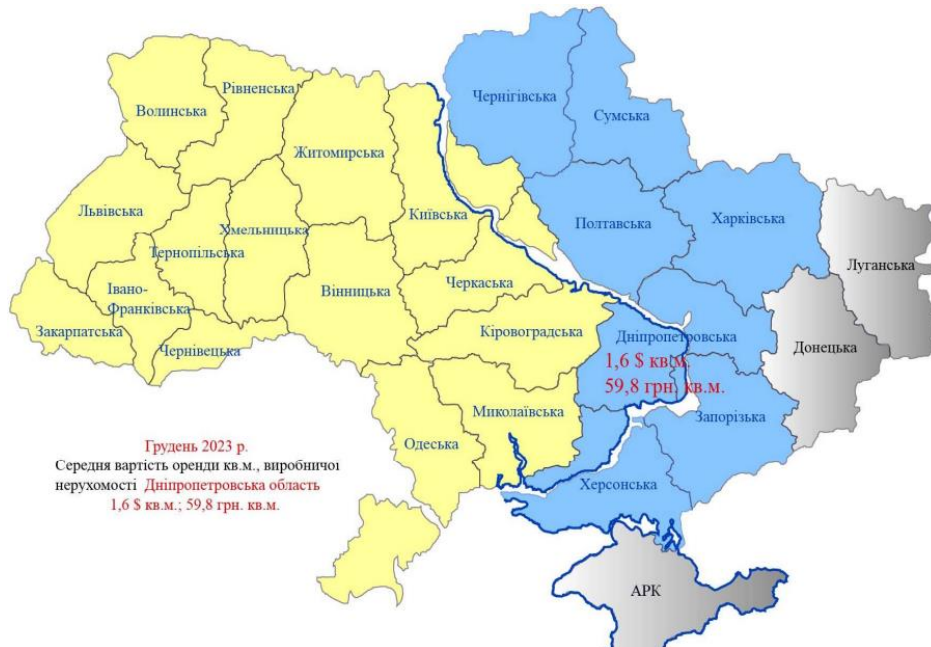 Чернігівська
Рівненська
Волинська
Сумська
Житомирська
Львівська
Київська
Полтавська
Харківська
Хмельницька
Тернопільська
Луганська
Черкаська
Івано-
Франківська
Вінницька
Закарпатська
Кіровоградська
Дніпропетровська
Донецька
Чернівецька
1,6 $ кв.м.
59,8 грн. кв.м.
Миколаївська
Запорізька
Одеська
Херсонська
АРК
Грудень 2023 р.
Середня вартість оренди кв.м., виробничої
нерухомості Дніпропетровська область
1,6 $ кв.м.; 59,8 грн. кв.м.